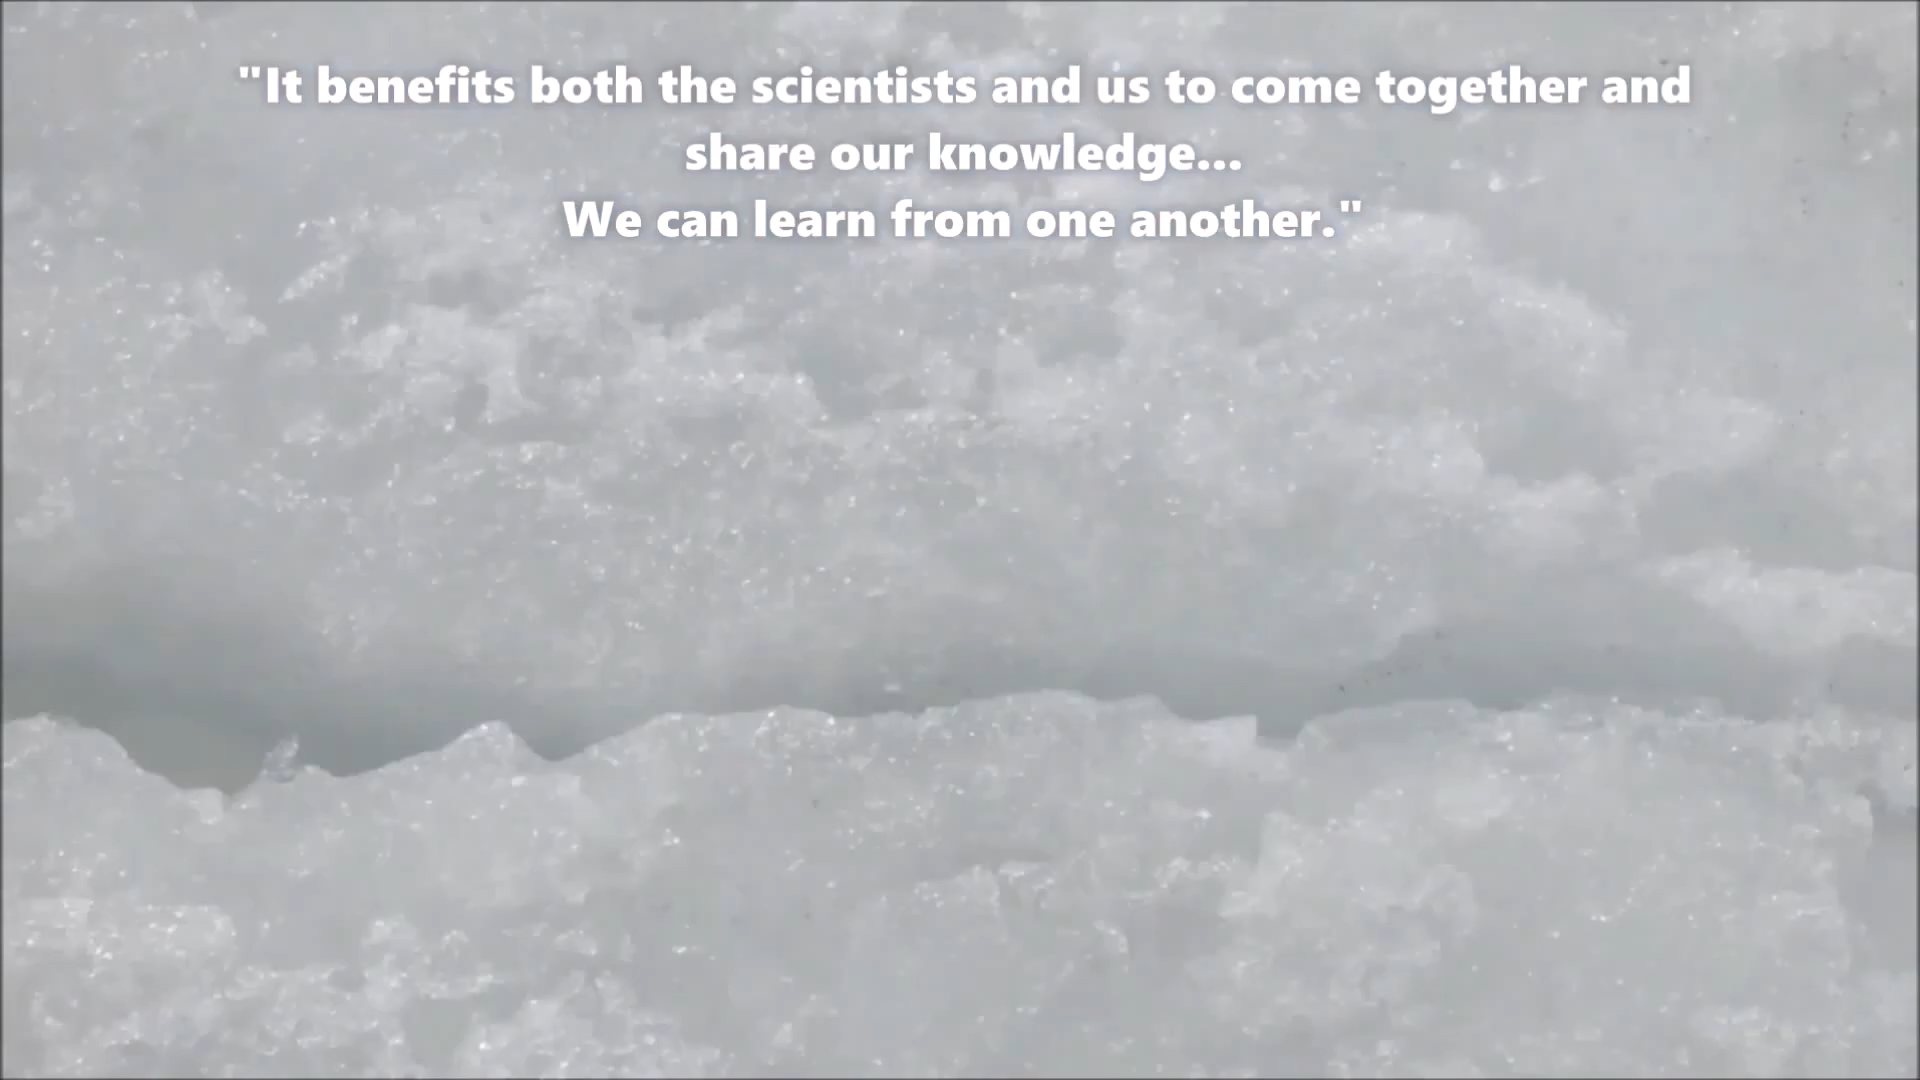 "It benefits both the scientists and us to come together and
share our knowledge...
We can learn from one another."